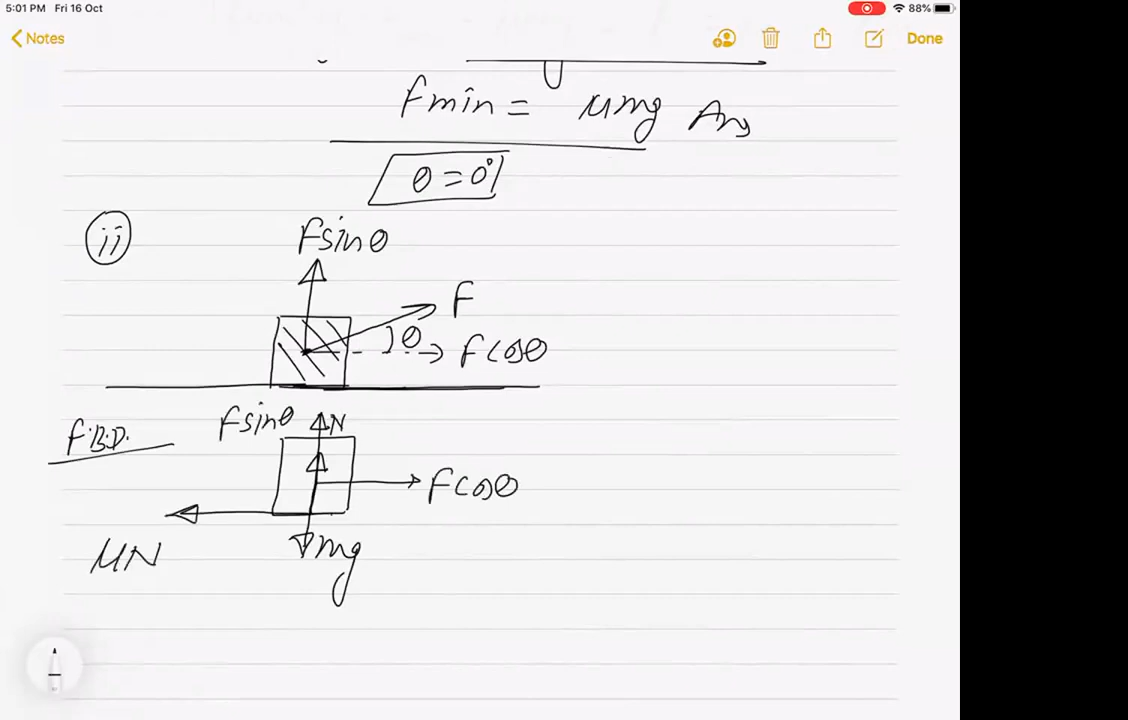 5:01 PM Fri 16 Oct 88%
Notes Done
Fmin = μmg Ans
θ = 0°
ii
Fsinθ
F
θ
Fcosθ
F.B.D. Fsinθ N
Fcosθ
μN mg